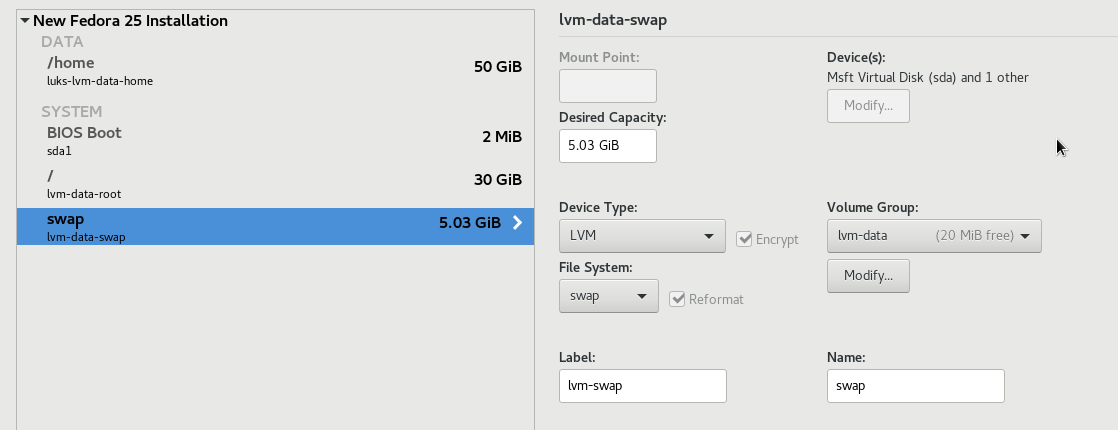 New Fedora 25 Installation
DATA
/home
50 GiB
luks-lvm-data-home
SYSTEM
BIOS Boot
2 MiB
sda1
/
30 GiB
lvm-data-root
swap
5.03 GiB
lvm-data-swap
lvm-data-swap
Mount Point:
Device(s):
Msft Virtual Disk (sda) and 1 other
Modify...
Desired Capacity:
5.03 GiB
Device Type:
Volume Group:
LVM
Encrypt
lvm-data (20 MiB free)
File System:
Modify...
swap
Reformat
Label:
Name:
lvm-swap
swap